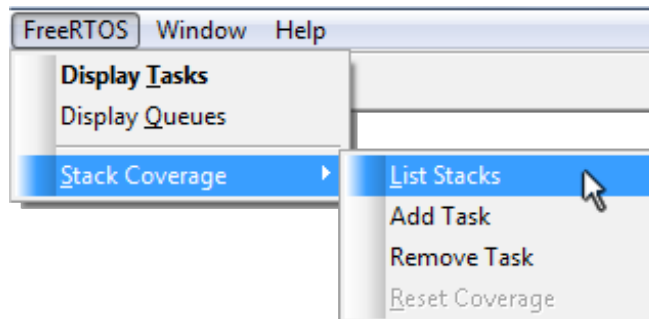 FreeRTOS Window Help
Display Tasks
Display Queues
Stack Coverage
List Stacks
Add Task
Remove Task
Reset Coverage